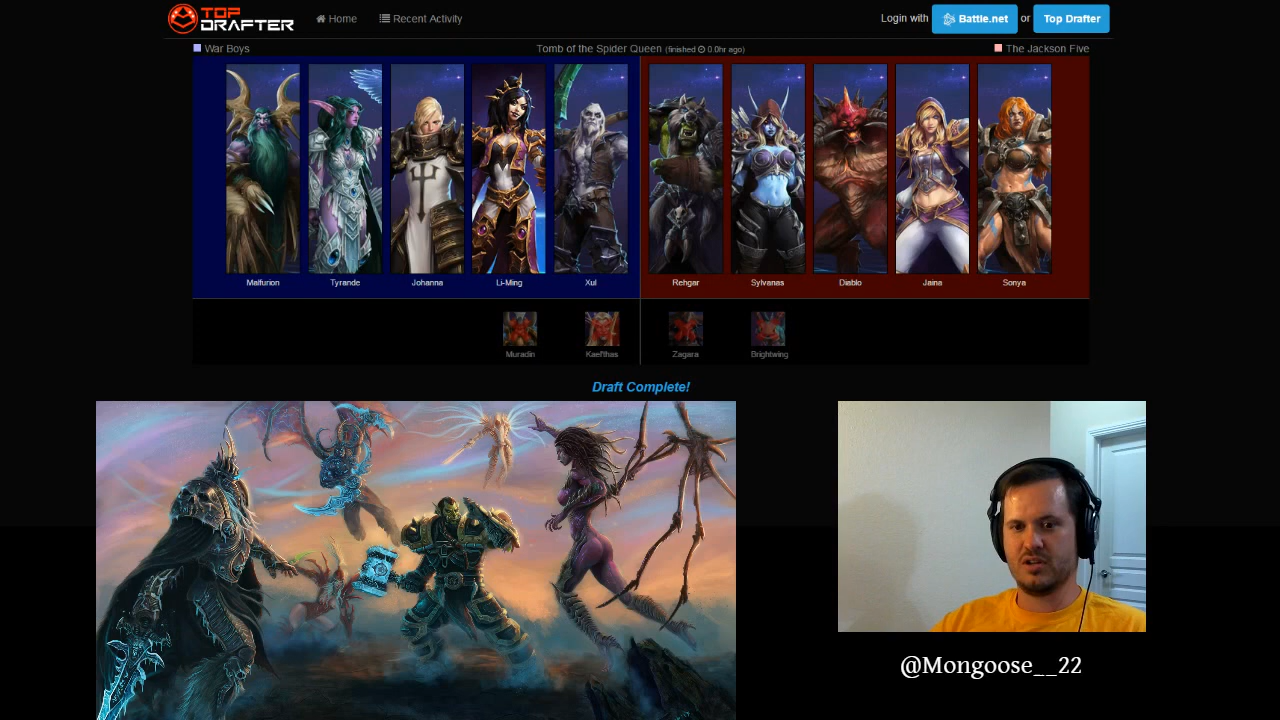 TOP DRAFTER
Home
Recent Activity
Login with Battle.net or Top Drafter
War Boys
Tomb of the Spider Queen (finished 0.0hr ago)
The Jackson Five
Malfurion Tyrande Johanna Li-Ming Xul Rehgar Sylvanas Diablo Jaina Sonya
Muradin Kael'thas Zagara Brightwing
Draft Complete!
@Mongoose__22